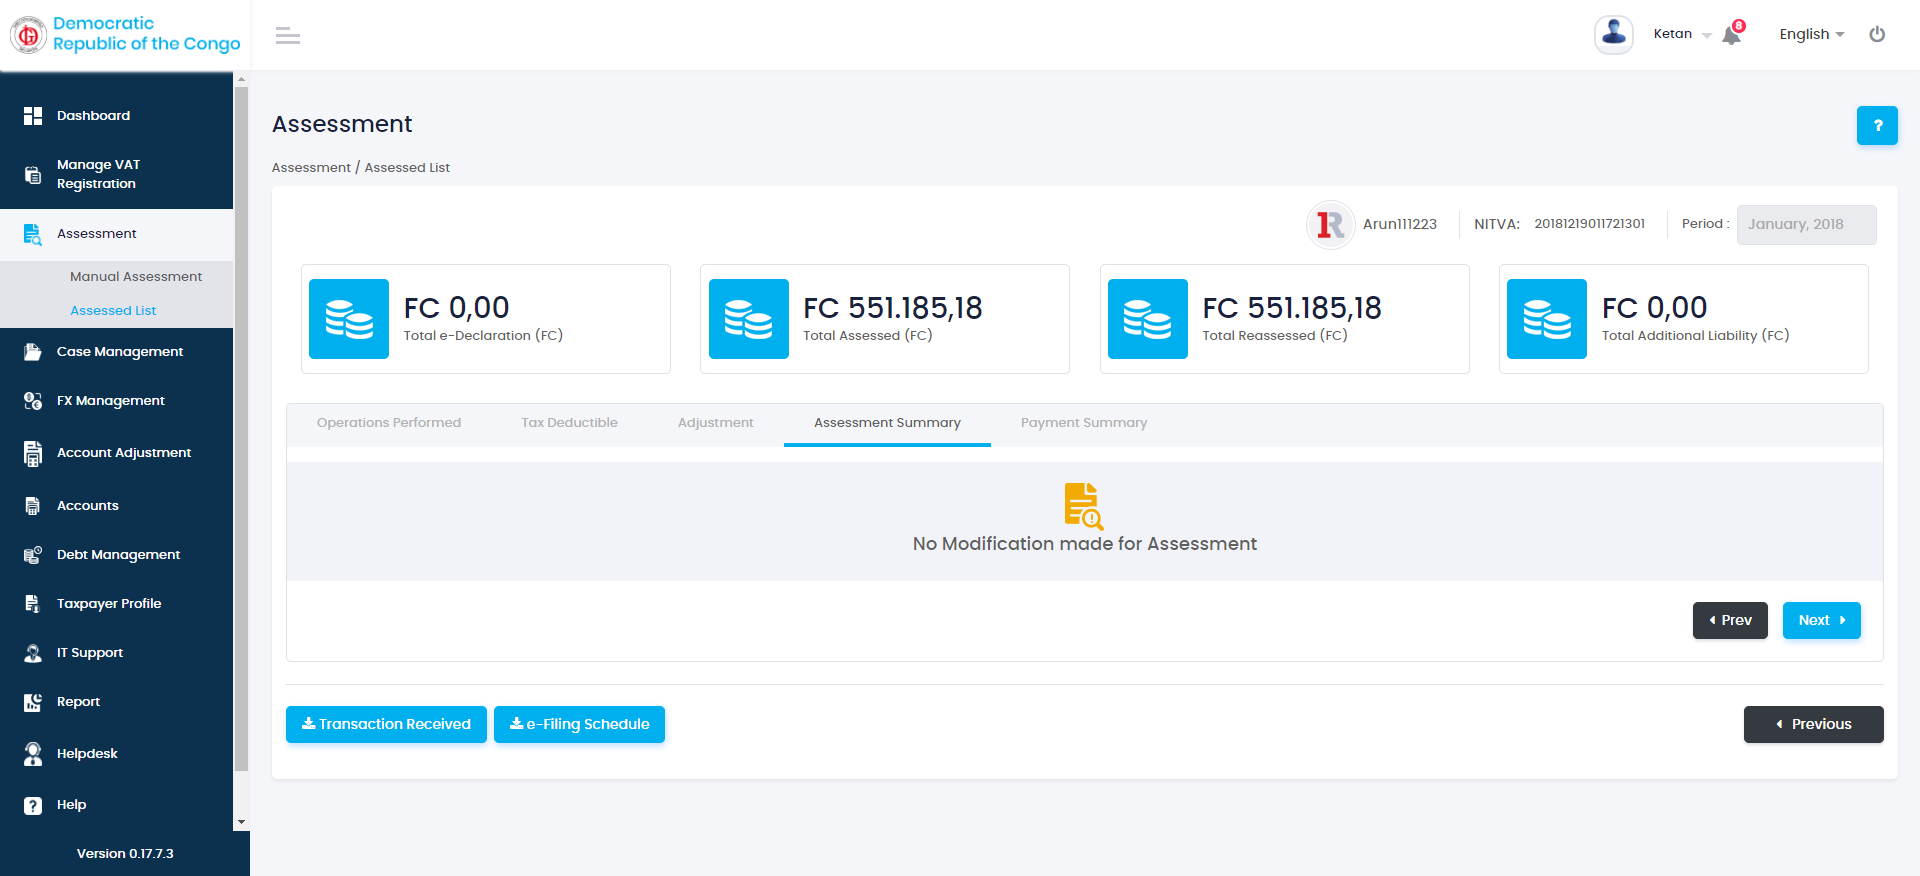 Democratic
Republic of the Congo
Ketan
8
English
Dashboard
Manage VAT
Registration
Assessment
Manual Assessment
Assessed List
Case Management
FX Management
Account Adjustment
Accounts
Debt Management
Taxpayer Profile
IT Support
Report
Helpdesk
Help
Version 0.17.7.3
Assessment
?
Assessment / Assessed List
1R
Arun111223
NITVA: 20181219011721301
Period : January, 2018
FC 0,00
Total e-Declaration (FC)
FC 551.185,18
Total Assessed (FC)
FC 551.185,18
Total Reassessed (FC)
FC 0,00
Total Additional Liability (FC)
Operations Performed
Tax Deductible
Adjustment
Assessment Summary
Payment Summary
No Modification made for Assessment
Prev
Next
Transaction Received
e-Filing Schedule
Previous